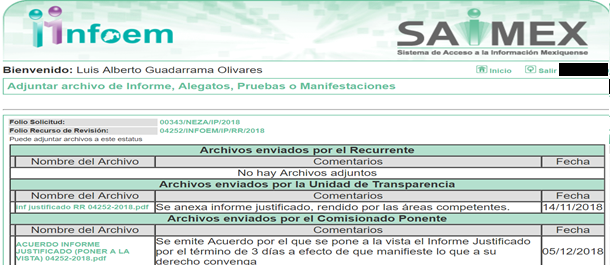 infoem
SAIMEX
Sistema de Acceso a la Información Mexiquense
Bienvenido: Luis Alberto Guadarrama Olivares
Inicio Salir
Adjuntar archivo de Informe, Alegatos, Pruebas o Manifestaciones
Folio Solicitud: 00343/NEZA/IP/2018
Folio Recurso de Revisión: 04252/INFOEM/IP/RR/2018
Puede adjuntar archivos a este estatus
Archivos enviados por el Recurrente
Nombre del Archivo Comentarios Fecha
No hay Archivos adjuntos
Archivos enviados por la Unidad de Transparencia
Nombre del Archivo Comentarios Fecha
inf justificado RR 04252-2018.pdf Se anexa informe justificado, rendido por las áreas competentes. 14/11/2018
Archivos enviados por el Comisionado Ponente
Nombre del Archivo Comentarios Fecha
ACUERDO INFORME JUSTIFICADO (PONER A LA VISTA) 04252-2018.pdf
Se emite Acuerdo por el que se pone a la vista el Informe Justificado
por el término de 3 días a efecto de que manifieste lo que a su
derecho convenga
05/12/2018